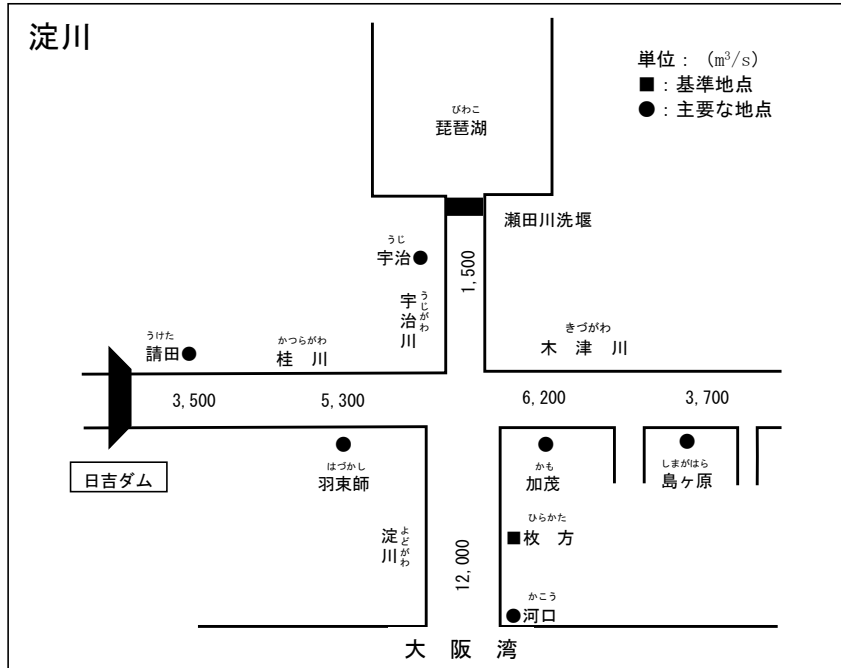 淀川
単位：（m³/s）
■：基準地点
●：主要な地点
びわこ
琵琶湖
瀬田川洗堰
うじ
宇治●
1,500
うじがわ
宇治川
うけた
請田●
かつらがわ
桂川
きづがわ
木津川
3,500
5,300
6,200
3,700
日吉ダム
はづかし
羽束師
かも
加茂
しまがはら
島ヶ原
よどがわ
淀川
12,000
ひらかた
■枚方
かこう
●河口
大阪湾